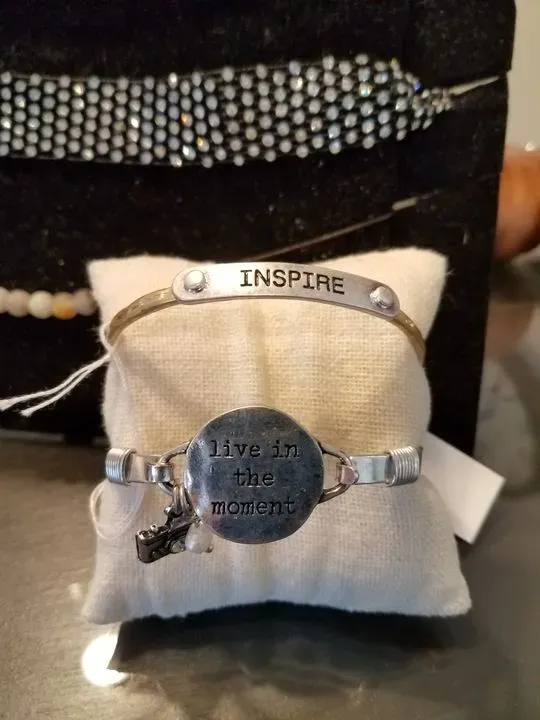 INSPIRE
live in
the
moment